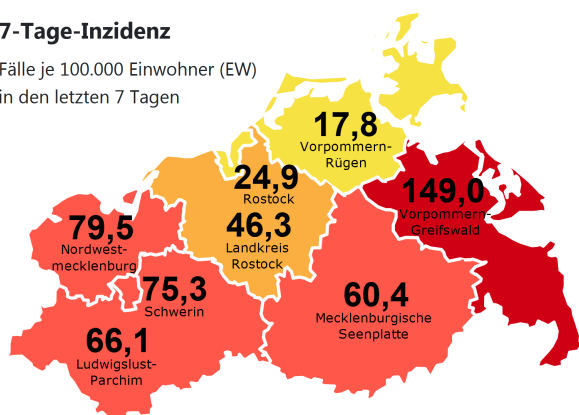 7-Tage-Inzidenz
Fälle je 100.000 Einwohner (EW)
in den letzten 7 Tagen
17,8
Vorpommern-
Rügen
24,9
Rostock
149,0
Vorpommern-
Greifswald
79,5
Nordwest-
mecklenburg
46,3
Landkreis
Rostock
75,3
Schwerin
60,4
Mecklenburgische
Seenplatte
66,1
Ludwigslust-
Parchim